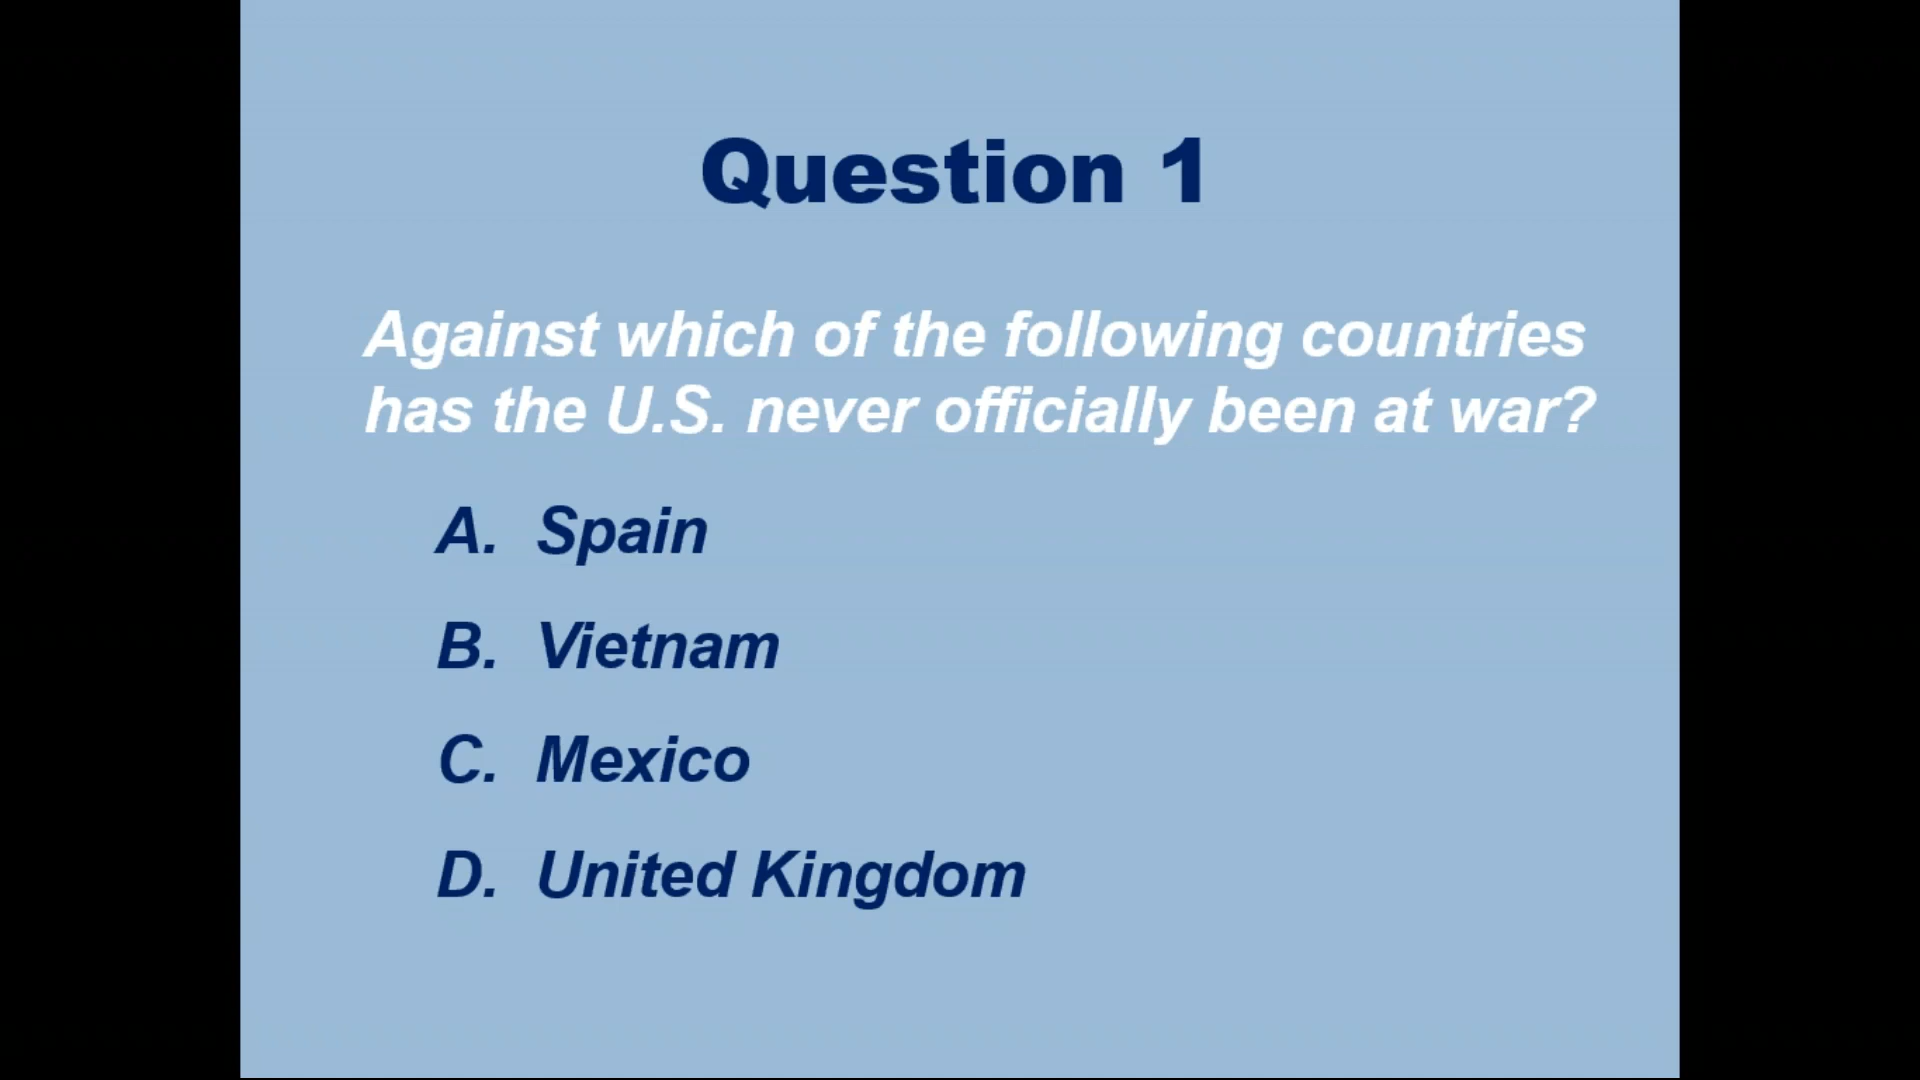 Question 1
Against which of the following countries
has the U.S. never officially been at war?
A. Spain
B. Vietnam
C. Mexico
D. United Kingdom